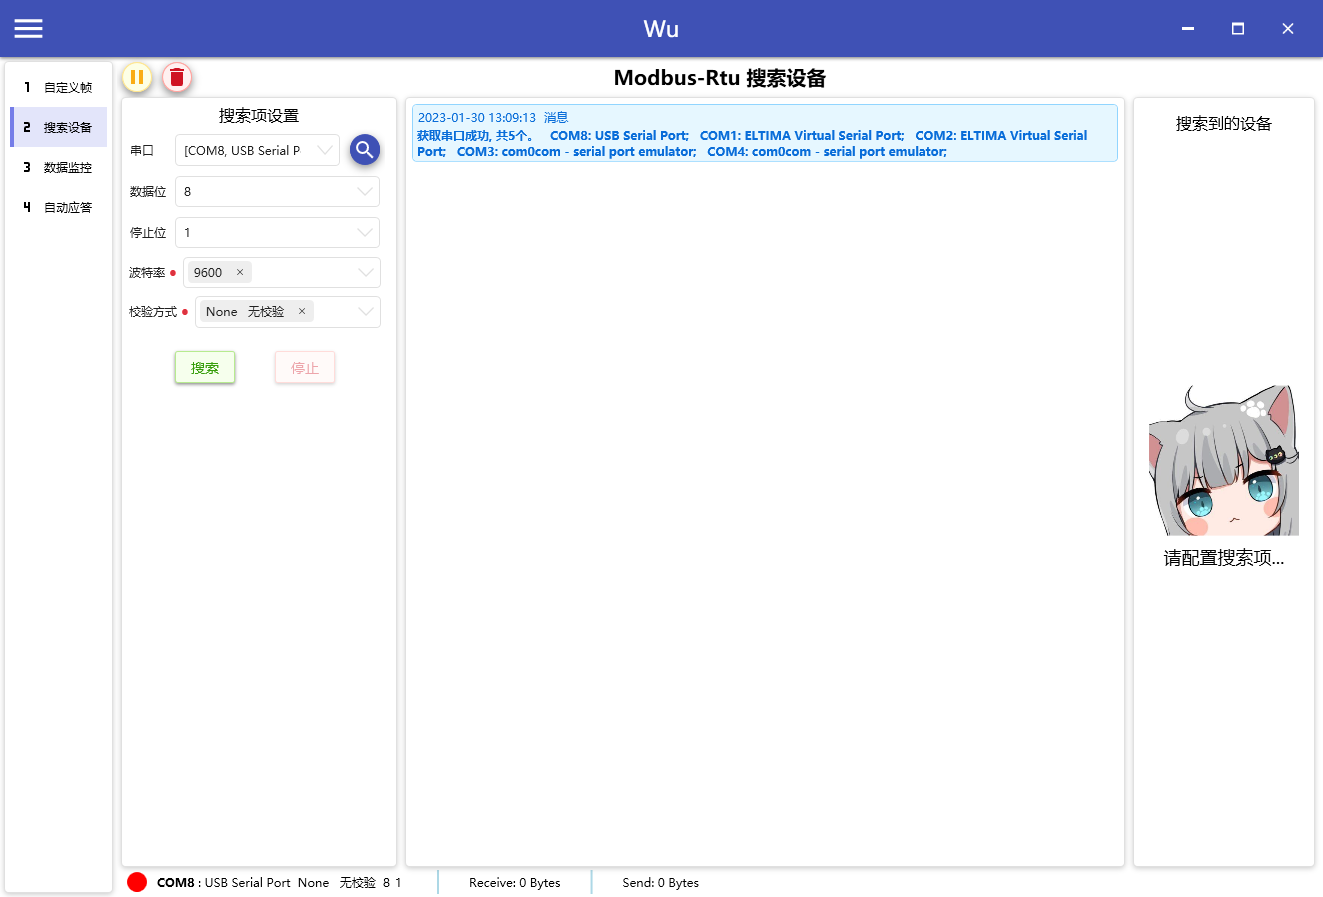 Wu
1 自定义帧
2 搜索设备
3 数据监控
4 自动应答
Modbus-Rtu 搜索设备
搜索项设置
串口 [COM8, USB Serial P
数据位 8
停止位 1
波特率 9600 ×
校验方式 None 无校验 ×
搜索 停止
2023-01-30 13:09:13 消息
获取串口成功, 共5个。 COM8: USB Serial Port; COM1: ELTIMA Virtual Serial Port; COM2: ELTIMA Virtual Serial
Port; COM3: com0com - serial port emulator; COM4: com0com - serial port emulator;
搜索到的设备
请配置搜索项...
COM8 : USB Serial Port None 无校验 8 1
Receive: 0 Bytes
Send: 0 Bytes